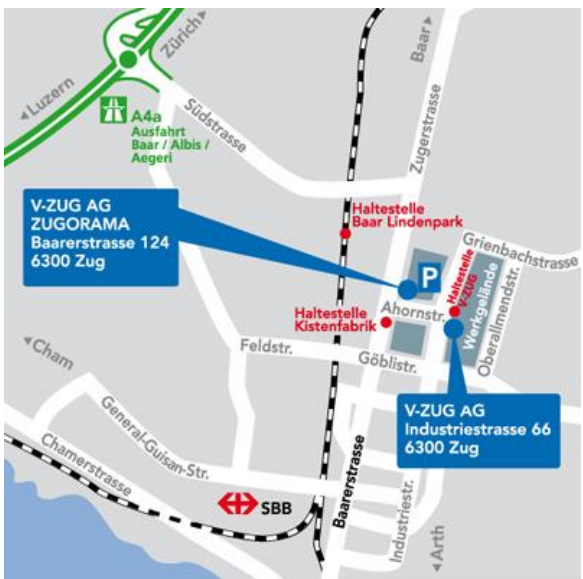 Zürich
Baar
Luzern
A4a
Ausfahrt
Baar / Albis /
Aegeri
Südstrasse
Zugerstrasse
V-ZUG AG
ZUGORAMA
Baarerstrasse 124
6300 Zug
Haltestelle
Baar Lindenpark
Grienbachstrasse
P
Haltestelle
V-ZUG
Werkgelände
Oberallmendstr.
Ahornstr.
Haltestelle
Kistenfabrik
Cham
Feldstr.
Göblistr.
V-ZUG AG
Industriestrasse 66
6300 Zug
General-Guisan-Str.
Chamerstrasse
Baarerstrasse
SBB
Industriestr.
Arth